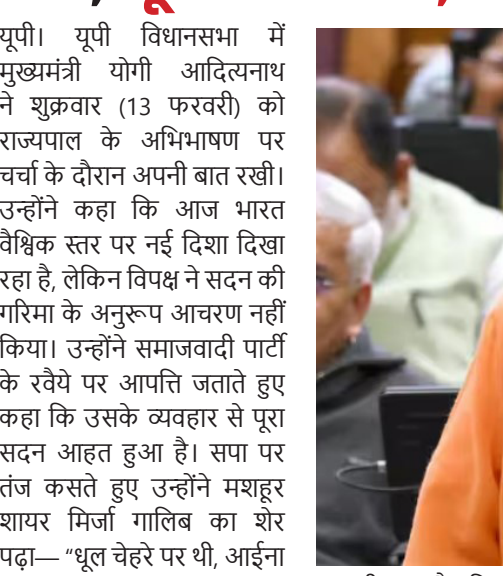 यूपी। यूपी विधानसभा में
मुख्यमंत्री योगी आदित्यनाथ
ने शुक्रवार (13 फरवरी) को
राज्यपाल के अभिभाषण पर
चर्चा के दौरान अपनी बात रखी।
उन्होंने कहा कि आज भारत
वैश्विक स्तर पर नई दिशा दिखा
रहा है, लेकिन विपक्ष ने सदन की
गरिमा के अनुरूप आचरण नहीं
किया। उन्होंने समाजवादी पार्टी
के रवैये पर आपत्ति जताते हुए
कहा कि उसके व्यवहार से पूरा
सदन आहत हुआ है। सपा पर
तंज कसते हुए उन्होंने मशहूर
शायर मिर्जा गालिब का शेर
पढ़ा— “धूल चेहरे पर थी, आईना